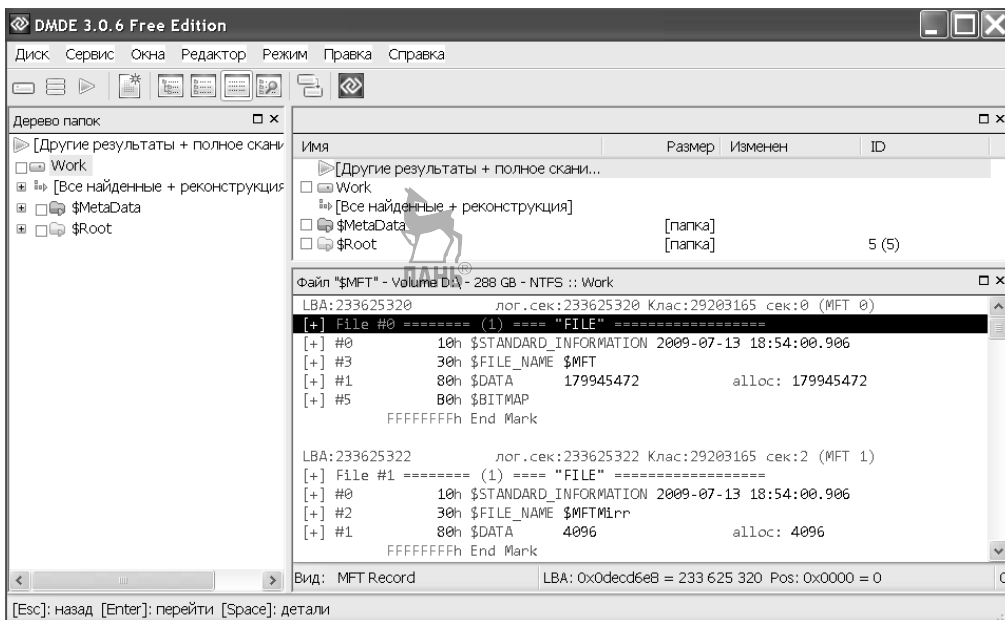 DMDE 3.0.6 Free Edition
Диск Сервис Окна Редактор Режим Правка Справка
Дерево папок
[Другие результаты + полное скани
Work
[Все найденные + реконструкция
$MetaData
$Root
Имя Размер Изменен ID
[Другие результаты + полное скани...
Work
[Все найденные + реконструкция]
$MetaData [папка]
$Root [папка] 5 (5)
ЛАНЬ®
Файл "$MFT" - Volume D:\ - 288 GB - NTFS :: Work
LBA:233625320 лог.сек:233625320 Клас:29203165 сек:0 (MFT 0)
[+] File #0 ======== (1) ==== "FILE" ==================
[+] #0 10h $STANDARD_INFORMATION 2009-07-13 18:54:00.906
[+] #3 30h $FILE_NAME $MFT
[+] #1 80h $DATA 179945472 alloc: 179945472
[+] #5 B0h $BITMAP
FFFFFFFFh End Mark
LBA:233625322 лог.сек:233625322 Клас:29203165 сек:2 (MFT 1)
[+] File #1 ======== (1) ==== "FILE" ==================
[+] #0 10h $STANDARD_INFORMATION 2009-07-13 18:54:00.906
[+] #2 30h $FILE_NAME $MFTMirr
[+] #1 80h $DATA 4096 alloc: 4096
FFFFFFFFh End Mark
Вид: MFT Record LBA: 0x0decd6e8 = 233 625 320 Pos: 0x0000 = 0
[Esc]: назад [Enter]: перейти [Space]: детали